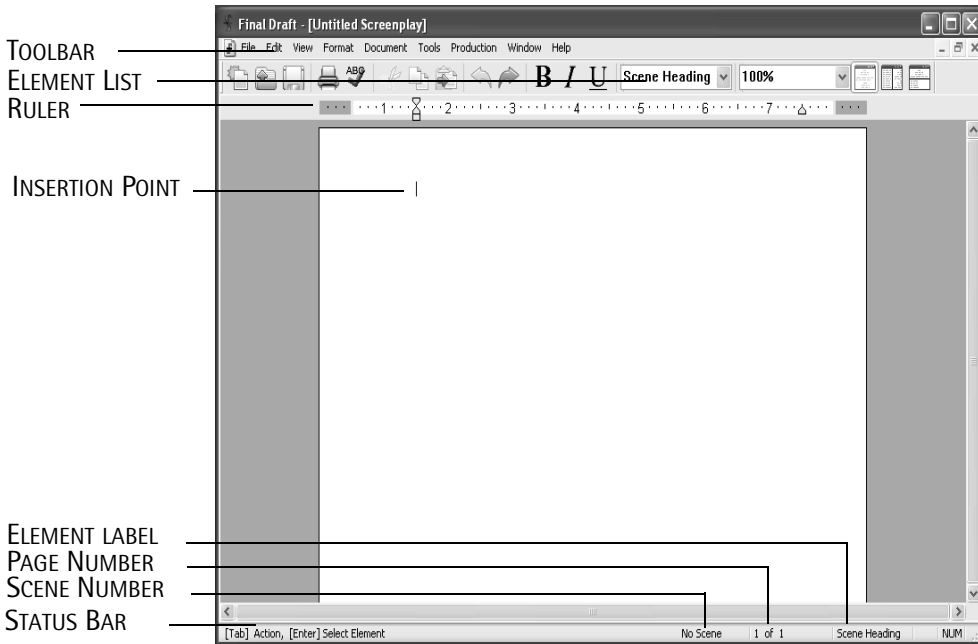 Final Draft - [Untitled Screenplay]
TOOLBAR
File Edit View Format Document Tools Production Window Help
ELEMENT LIST
ABC B I U Scene Heading 100%
RULER
1 2 3 4 5 6 7
INSERTION POINT
ELEMENT LABEL
PAGE NUMBER
SCENE NUMBER
STATUS BAR
[Tab] Action, [Enter] Select Element No Scene 1 of 1 Scene Heading NUM